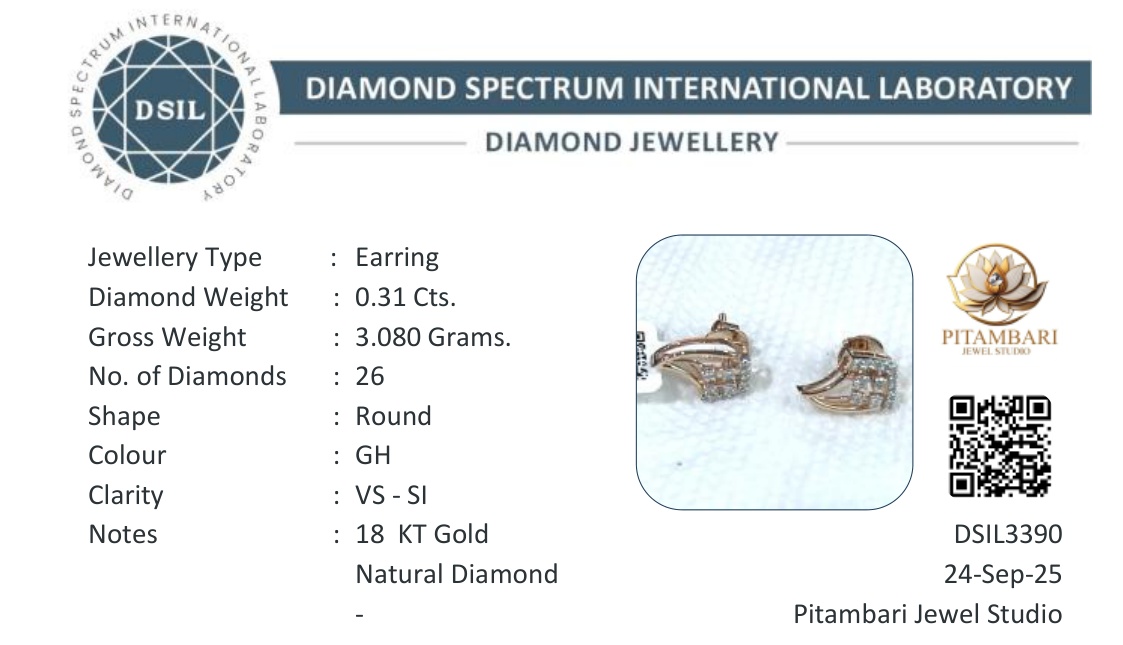 DIAMOND SPECTRUM INTERNATIONAL LABORATORY
DSIL
DIAMOND SPECTRUM INTERNATIONAL LABORATORY
DIAMOND JEWELLERY
Jewellery Type : Earring
Diamond Weight : 0.31 Cts.
Gross Weight : 3.080 Grams.
No. of Diamonds : 26
Shape : Round
Colour : GH
Clarity : VS - SI
Notes : 18 KT Gold
Natural Diamond
-
PITAMBARI
JEWEL STUDIO
DSIL3390
24-Sep-25
Pitambari Jewel Studio